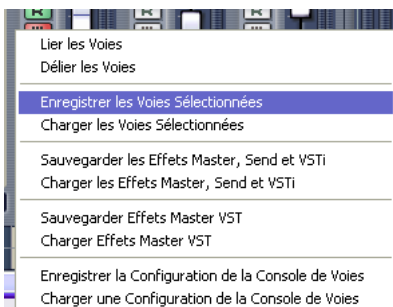 R
R
R
Lier les Voies
Délier les Voies
Enregistrer les Voies Sélectionnées
Charger les Voies Sélectionnées
Sauvegarder les Effets Master, Send et VSTi
Charger les Effets Master, Send et VSTi
Sauvegarder Effets Master VST
Charger Effets Master VST
Enregistrer la Configuration de la Console de Voies
Charger une Configuration de la Console de Voies